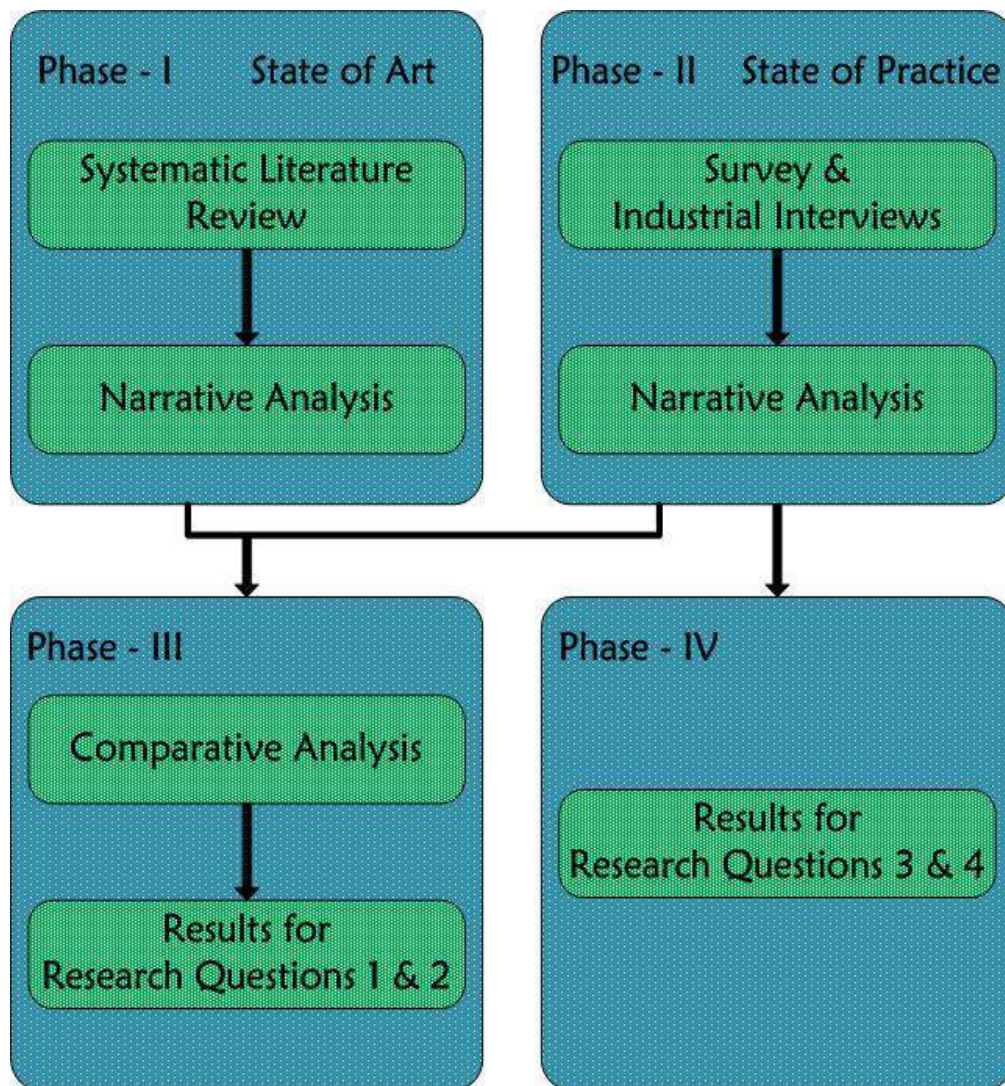 Phase - I State of Art
Systematic Literature
Review
Narrative Analysis
Phase - II State of Practice
Survey &
Industrial Interviews
Narrative Analysis
Phase - III
Comparative Analysis
Results for
Research Questions 1 & 2
Phase - IV
Results for
Research Questions 3 & 4